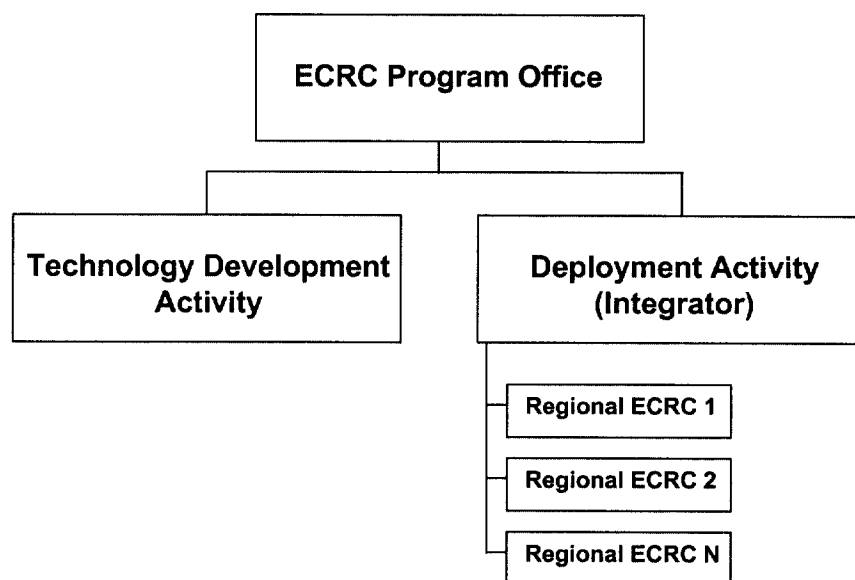 ECRC Program Office
Technology Development
Activity
Deployment Activity
(Integrator)
Regional ECRC 1
Regional ECRC 2
Regional ECRC N